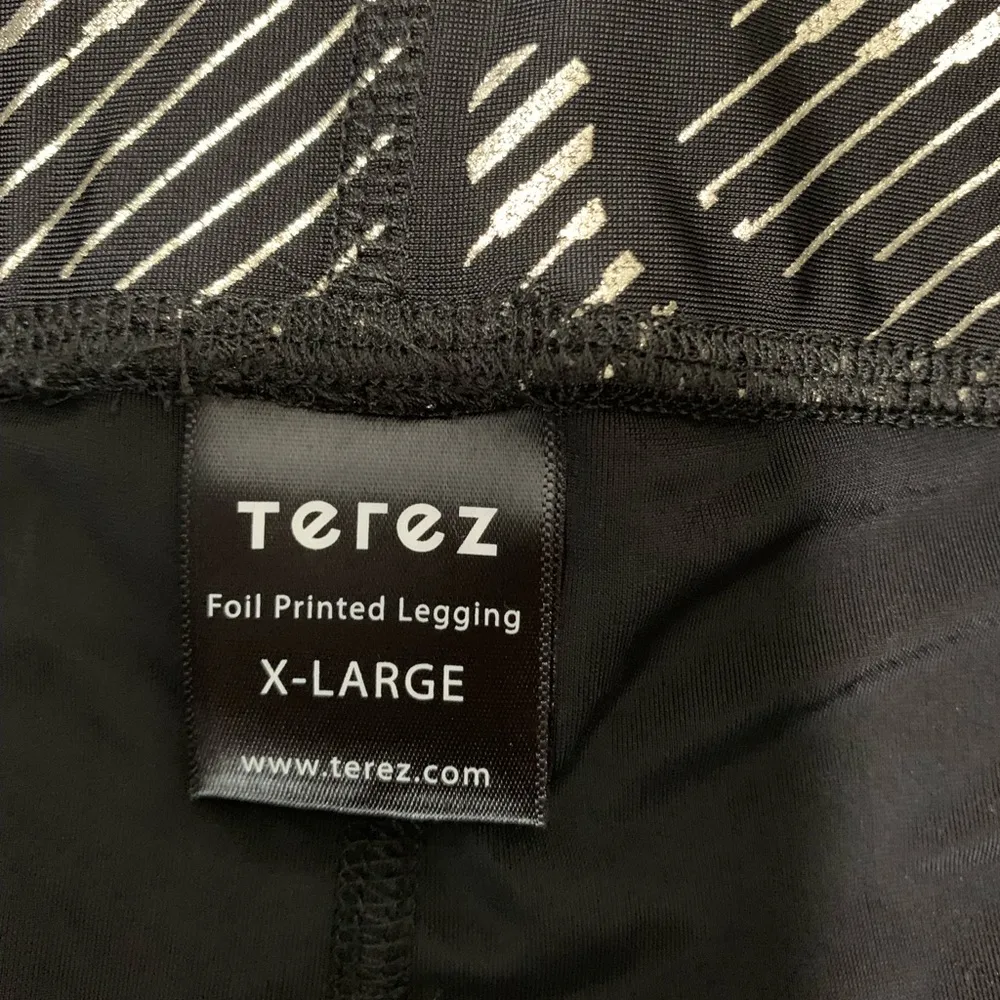 Terez
Foil Printed Legging
X-LARGE
www.terez.com